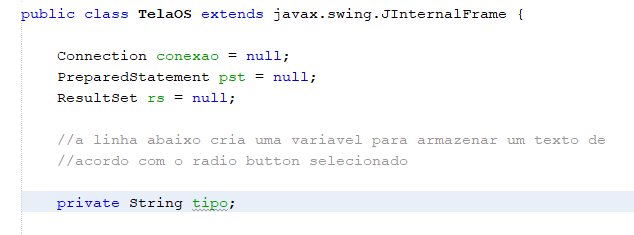 public class TelaOS extends javax.swing.JInternalFrame {
Connection conexao = null;
PreparedStatement pst = null;
ResultSet rs = null;
//a linha abaixo cria uma variavel para armazenar um texto de
//acordo com o radio button selecionado
private String tipo;